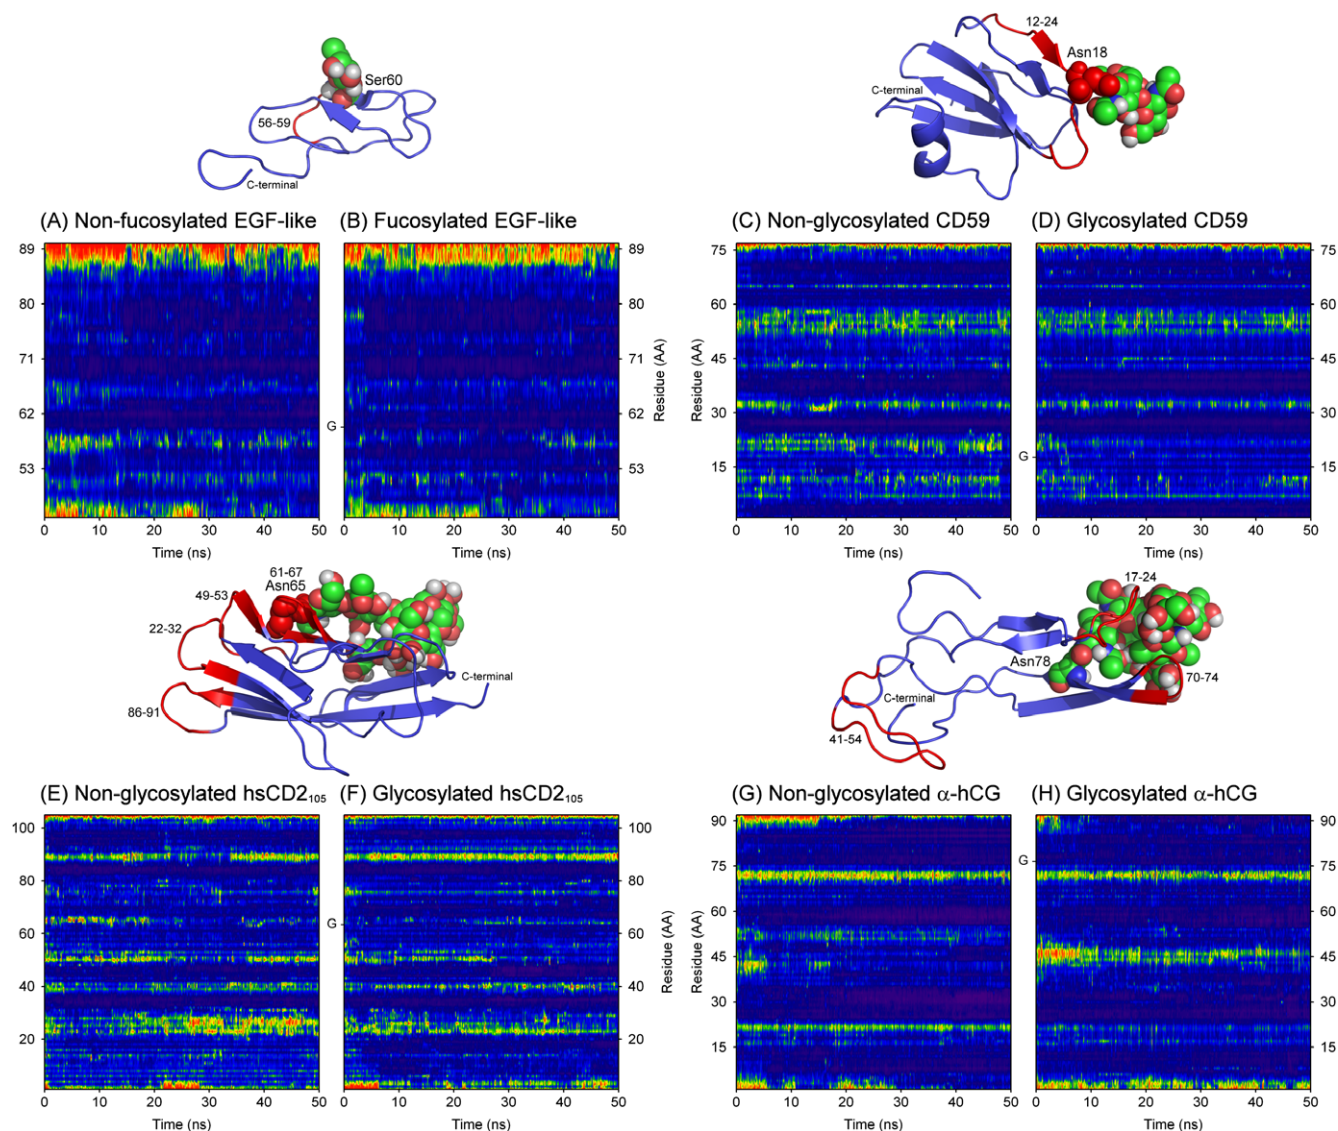 Ser60
56-59
C-terminal
12-24
Asn18
C-terminal
(A) Non-fucosylated EGF-like
(B) Fucosylated EGF-like
(C) Non-glycosylated CD59
(D) Glycosylated CD59
89
80
71
62
53
G
89
80
71
62
53
Residue (AA)
0 10 20 30 40 50
Time (ns)
0 10 20 30 40 50
Time (ns)
Residue (AA)
75
60
45
30
15
G
75
60
45
30
15
0 10 20 30 40 50
Time (ns)
0 10 20 30 40 50
Time (ns)
61-67
Asn65
49-53
22-32
86-91
C-terminal
17-24
Asn78
70-74
C-terminal
41-54
(E) Non-glycosylated hsCD2₁₀₅
(F) Glycosylated hsCD2₁₀₅
(G) Non-glycosylated α-hCG
(H) Glycosylated α-hCG
100
80
60
40
20
G
100
80
60
40
20
Residue (AA)
0 10 20 30 40 50
Time (ns)
0 10 20 30 40 50
Time (ns)
Residue (AA)
90
75
60
45
30
15
G
90
75
60
45
30
15
0 10 20 30 40 50
Time (ns)
0 10 20 30 40 50
Time (ns)